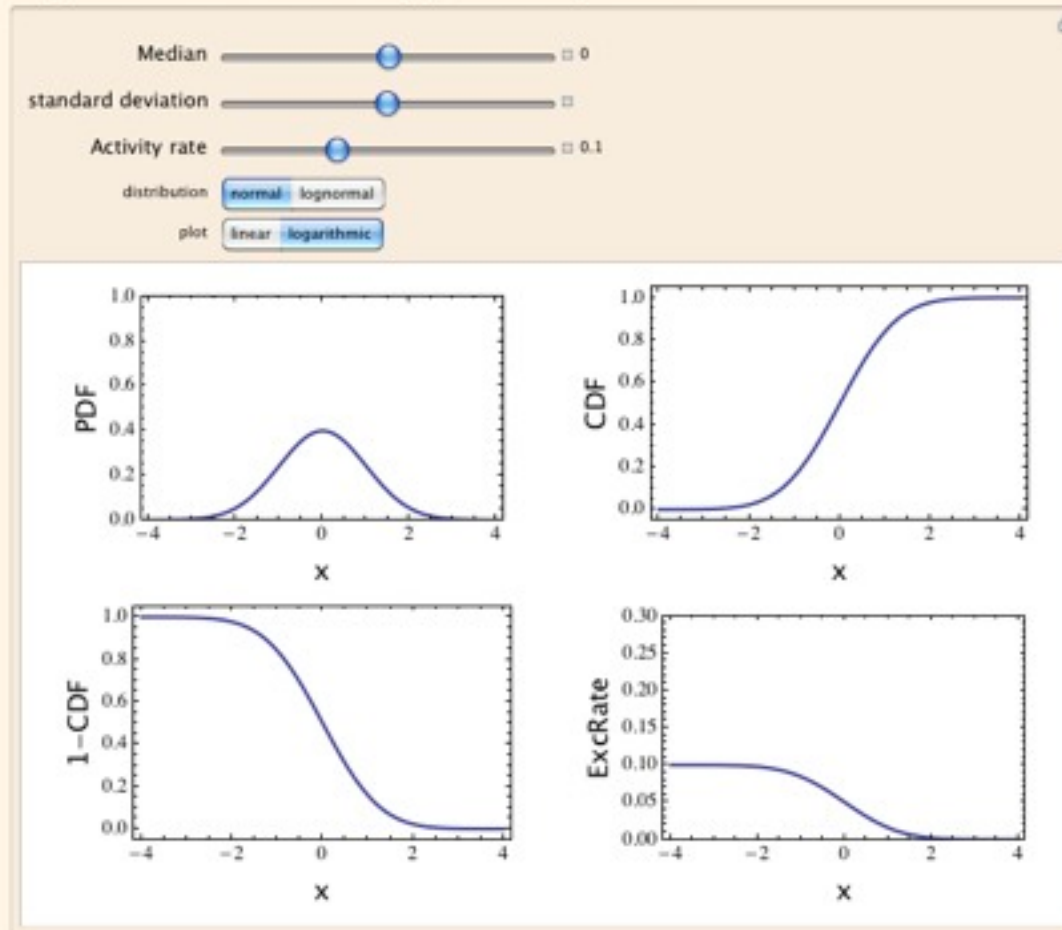 Median 0
standard deviation
Activity rate 0.1
distribution normal lognormal
plot linear logarithmic
1.0
0.8
0.6
0.4
0.2
0.0
PDF
-4 -2 0 2 4
x
1.0
0.8
0.6
0.4
0.2
0.0
CDF
-4 -2 0 2 4
x
1.0
0.8
0.6
0.4
0.2
0.0
1-CDF
-4 -2 0 2 4
x
0.30
0.25
0.20
0.15
0.10
0.05
0.00
ExcRate
-4 -2 0 2 4
x